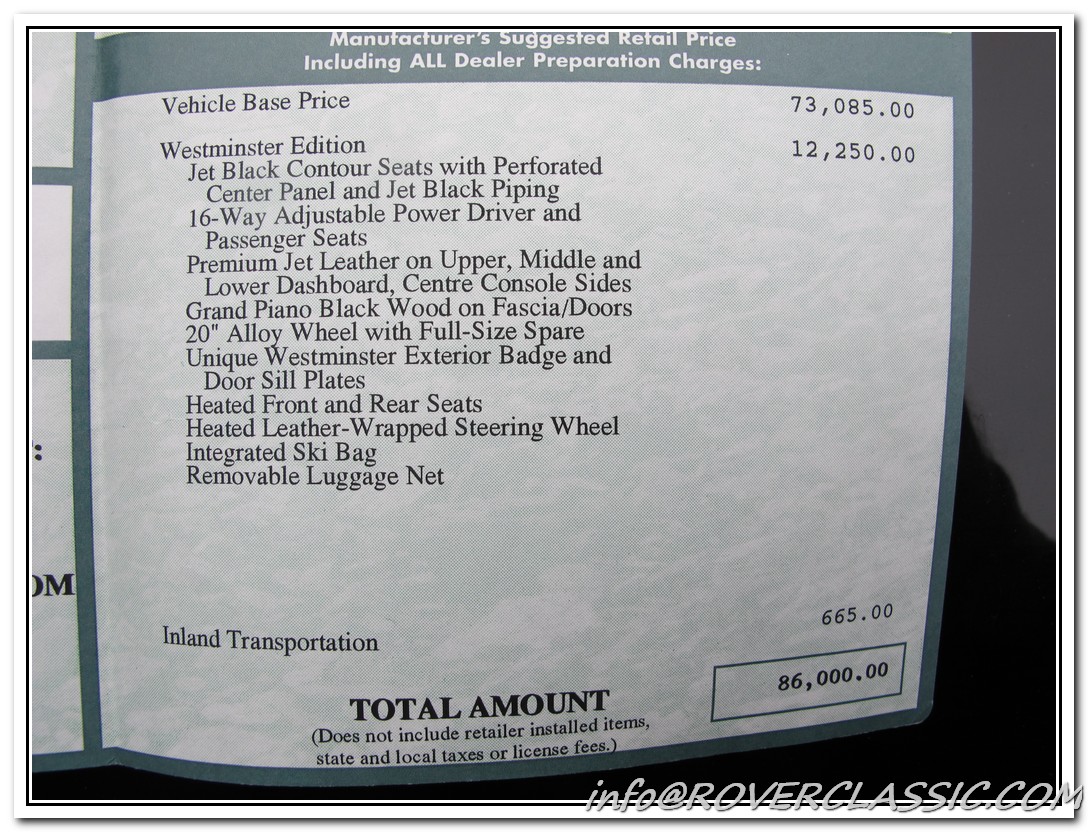 Manufacturer's Suggested Retail Price
Including ALL Dealer Preparation Charges:
Vehicle Base Price 73,085.00
Westminster Edition 12,250.00
Jet Black Contour Seats with Perforated
Center Panel and Jet Black Piping
16-Way Adjustable Power Driver and
Passenger Seats
Premium Jet Leather on Upper, Middle and
Lower Dashboard, Centre Console Sides
Grand Piano Black Wood on Fascia/Doors
20" Alloy Wheel with Full-Size Spare
Unique Westminster Exterior Badge and
Door Sill Plates
Heated Front and Rear Seats
Heated Leather-Wrapped Steering Wheel
Integrated Ski Bag
Removable Luggage Net
:
OM
Inland Transportation 665.00
TOTAL AMOUNT 86,000.00
(Does not include retailer installed items,
state and local taxes or license fees.)
info@ROVERCLASSIC.COM